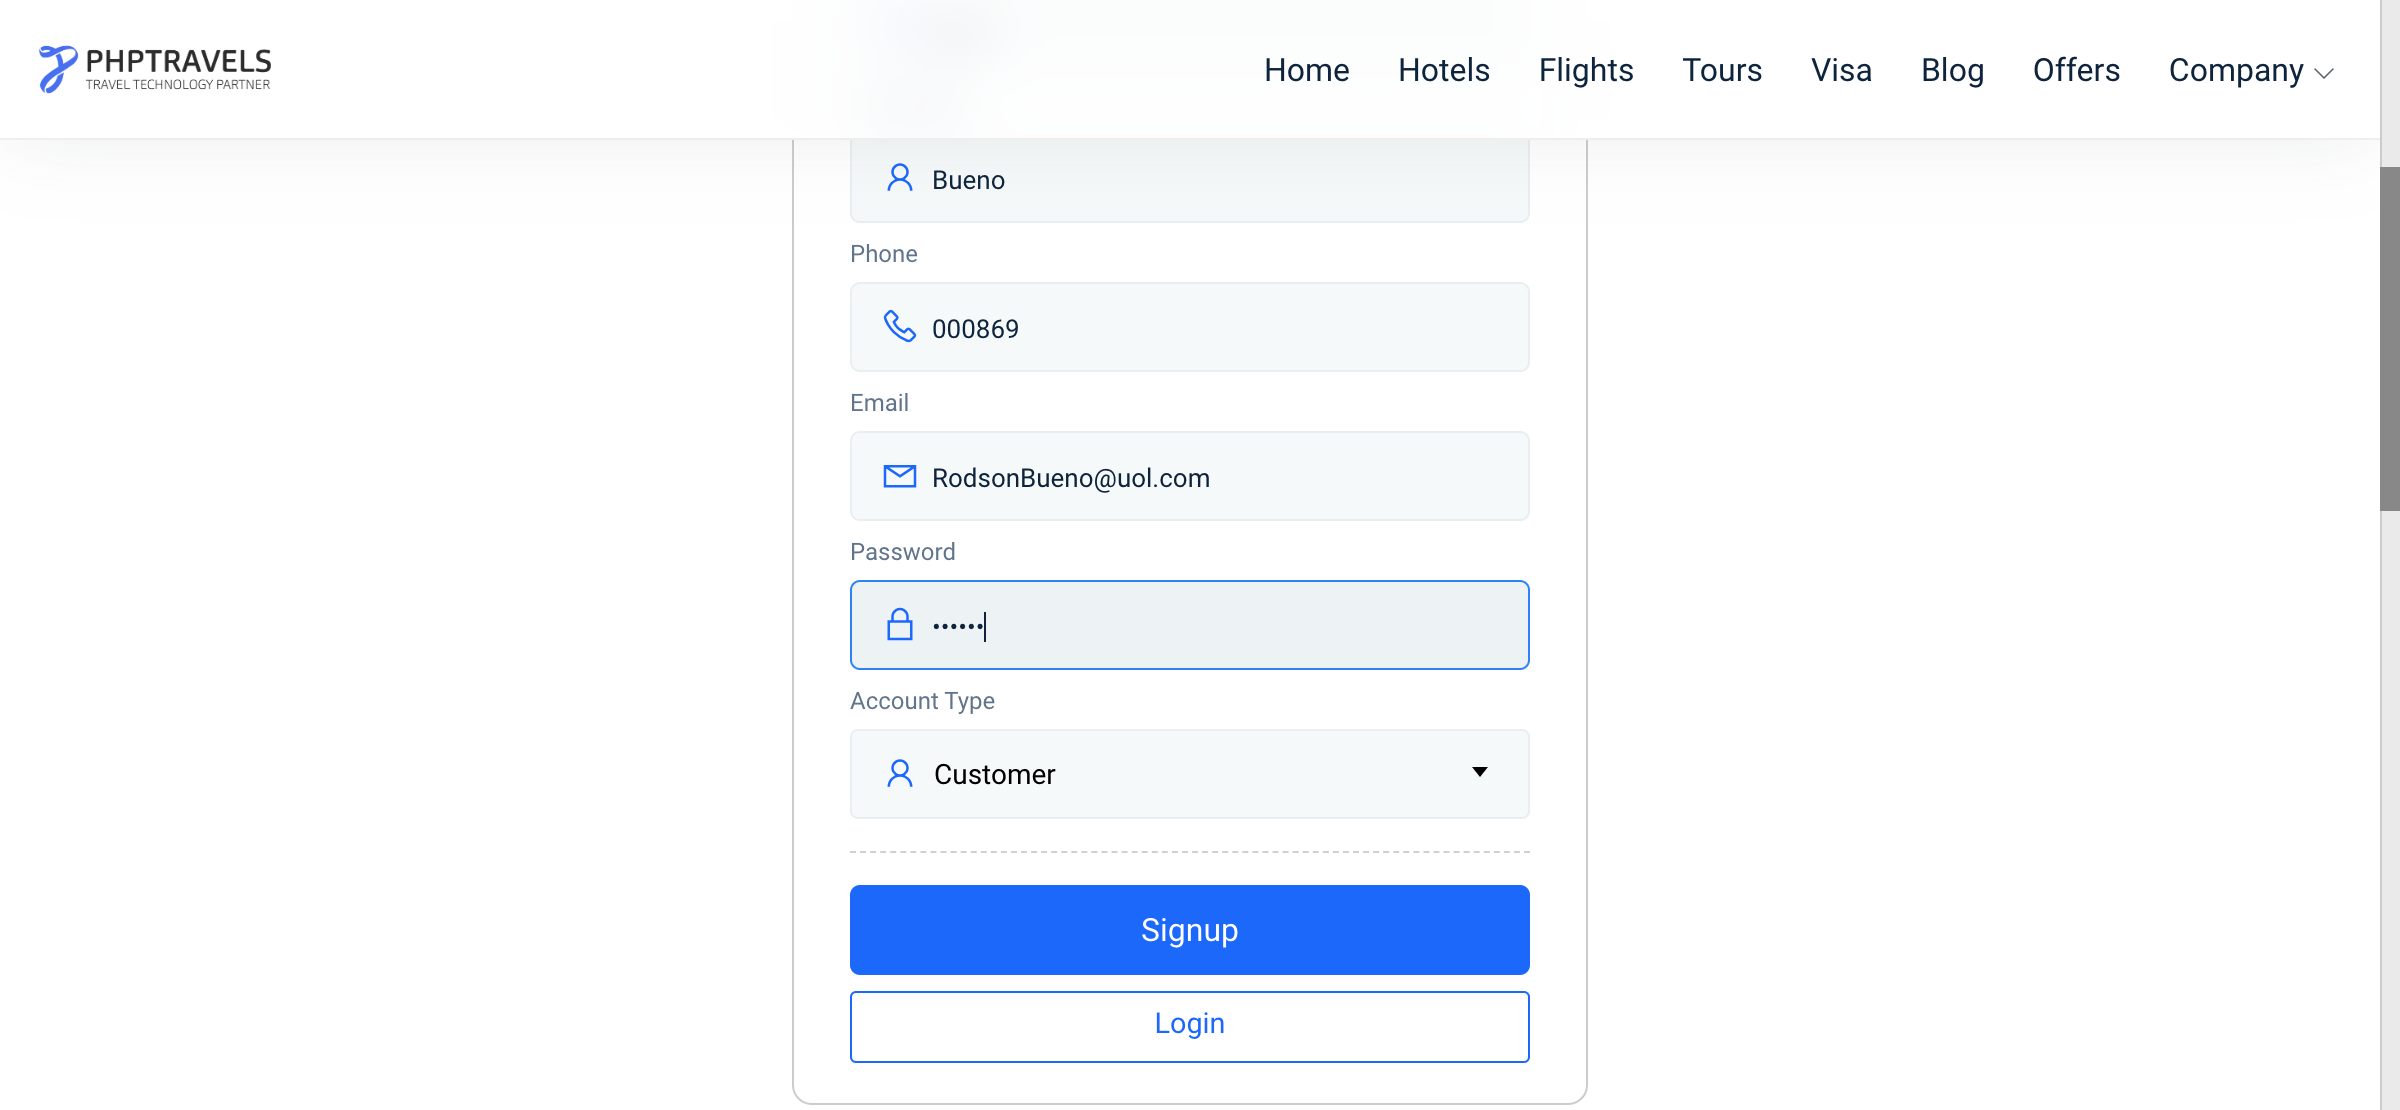 PHPTRAVELS
TRAVEL TECHNOLOGY PARTNER
Home Hotels Flights Tours Visa Blog Offers Company
Bueno
Phone
000869
Email
RodsonBueno@uol.com
Password
••••••
Account Type
Customer
Signup
Login